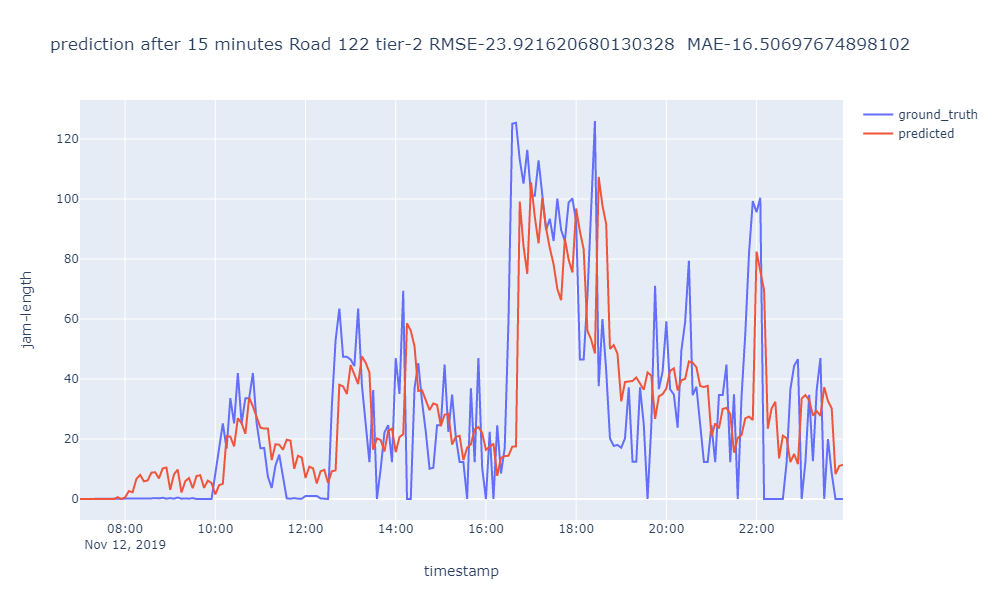 prediction after 15 minutes Road 122 tier-2 RMSE-23.921620680130328  MAE-16.50697674898102
ground_truth
predicted
120
100
80
60
40
20
0
jam-length
08:00 10:00 12:00 14:00 16:00 18:00 20:00 22:00
Nov 12, 2019
timestamp